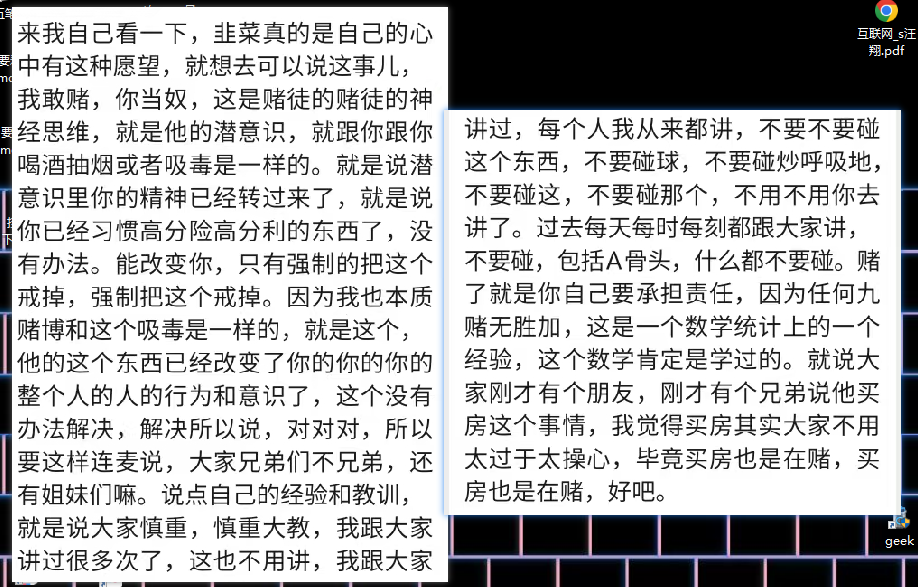 来我自己看一下，韭菜真的是自己的心
中有这种愿望，就想去可以说这事儿，
我敢赌，你当奴，这是赌徒的赌徒的神
经思维，就是他的潜意识，就跟你跟你
喝酒抽烟或者吸毒是一样的。就是说潜
意识里你的精神已经转过来了，就是说
你已经习惯高分险高分利的东西了，没
有办法。能改变你，只有强制的把这个
戒掉，强制把这个戒掉。因为我也本质
赌博和这个吸毒是一样的，就是这个，
他的这个东西已经改变了你的你的你的
整个人的人的行为和意识了，这个没有
办法解决，解决所以说，对对对，所以
要这样连麦说，大家兄弟们不兄弟，还
有姐妹们嘛。说点自己的经验和教训，
就是说大家慎重，慎重大教，我跟大家
讲过很多次了，这也不用讲，我跟大家
讲过，每个人我从来都讲，不要不要碰
这个东西，不要碰球，不要碰炒呼吸地，
不要碰这，不要碰那个，不用不用你去
讲了。过去每天每时每刻都跟大家讲，
不要碰，包括A骨头，什么都不要碰。赌
了就是你自己要承担责任，因为任何九
赌无胜加，这是一个数学统计上的一个
经验，这个数学肯定是学过的。就说大
家刚才有个朋友，刚才有个兄弟说他买
房这个事情，我觉得买房其实大家不用
太过于太操心，毕竟买房也是在赌，买
房也是在赌，好吧。
互联网_s汪
翔.pdf
geek